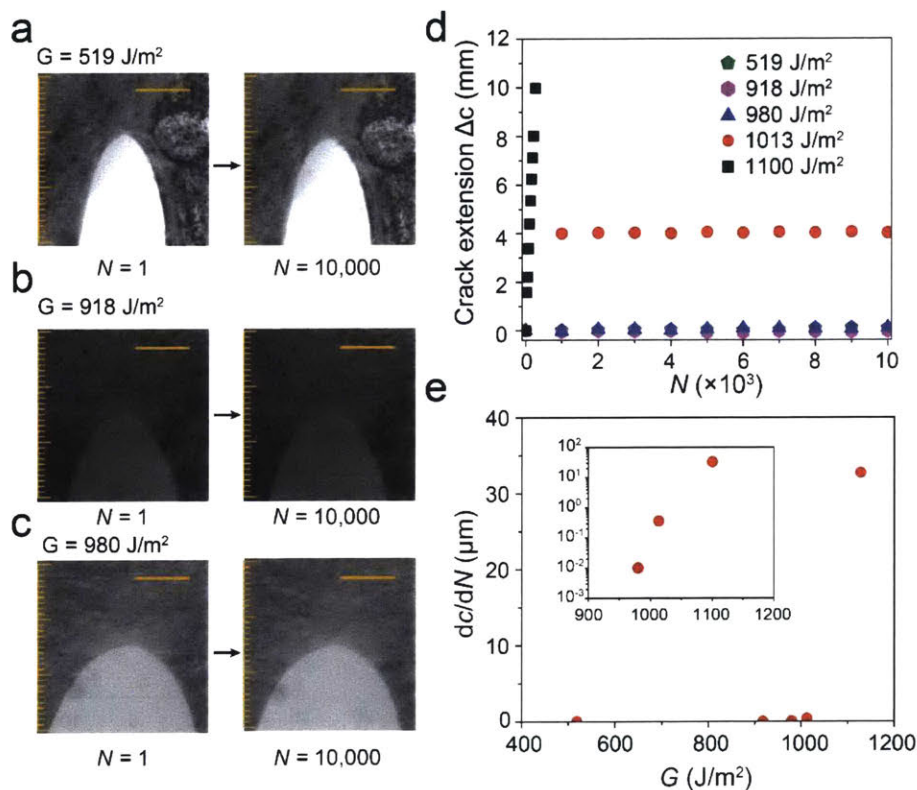 a
G = 519 J/m²
N = 1
N = 10,000
b
G = 918 J/m²
N = 1
N = 10,000
c
G = 980 J/m²
N = 1
N = 10,000
d
Crack extension Δc (mm)
12
10
8
6
4
2
0
519 J/m²
918 J/m²
980 J/m²
1013 J/m²
1100 J/m²
0 2 4 6 8 10
N (×10³)
e
dc/dN (μm)
40
30
20
10
0
10²
10¹
10⁰
10⁻¹
10⁻²
10⁻³
900 1000 1100 1200
400 600 800 1000 1200
G (J/m²)